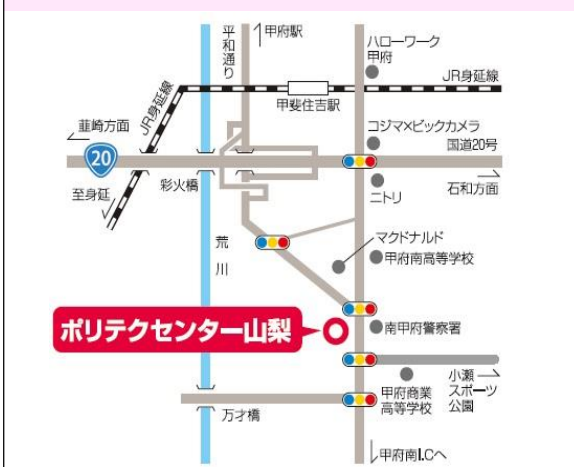 平和通り
甲府駅
ハローワーク
甲府
JR身延線
甲斐住吉駅
JR身延線
韮崎方面
20
コジマ×ビックカメラ
国道20号
彩火橋
ニトリ
石和方面
至身延
荒川
マクドナルド
甲府南高等学校
ポリテクセンター山梨
南甲府警察署
小瀬
スポーツ
公園
甲府商業
高等学校
万才橋
甲府南I.Cへ